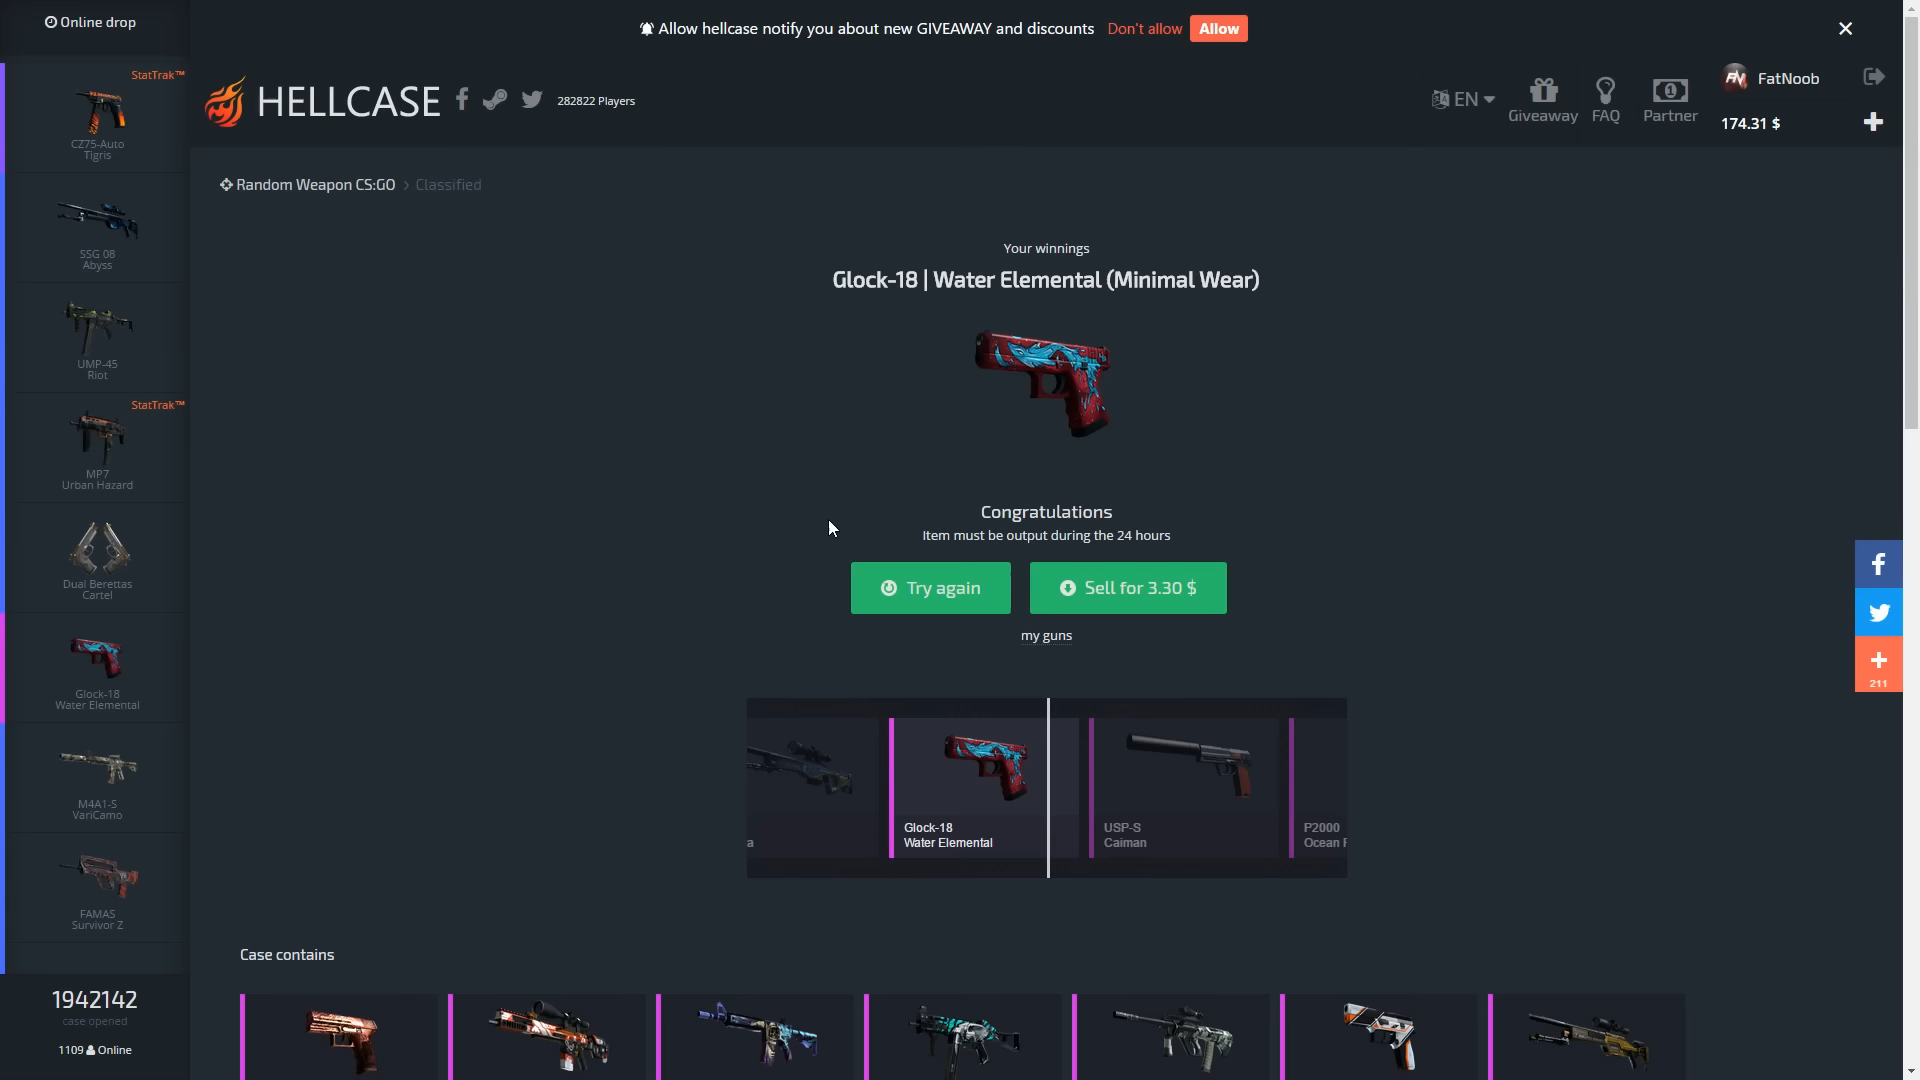 Online drop
Allow hellcase notify you about new GIVEAWAY and discounts Don't allow Allow
HELLCASE
282822 Players
EN
Giveaway
FAQ
Partner
FN
FatNoob
174.31 $
Random Weapon CS:GO > Classified
StatTrak™
CZ75-Auto
Tigris
SSG 08
Abyss
UMP-45
Riot
StatTrak™
MP7
Urban Hazard
Dual Berettas
Cartel
Glock-18
Water Elemental
M4A1-S
VariCamo
FAMAS
Survivor Z
1942142
case opened
1109 Online
Your winnings
Glock-18 | Water Elemental (Minimal Wear)
Congratulations
Item must be output during the 24 hours
Try again
Sell for 3.30 $
my guns
a
Glock-18
Water Elemental
USP-S
Caiman
P2000
Ocean F
211
Case contains